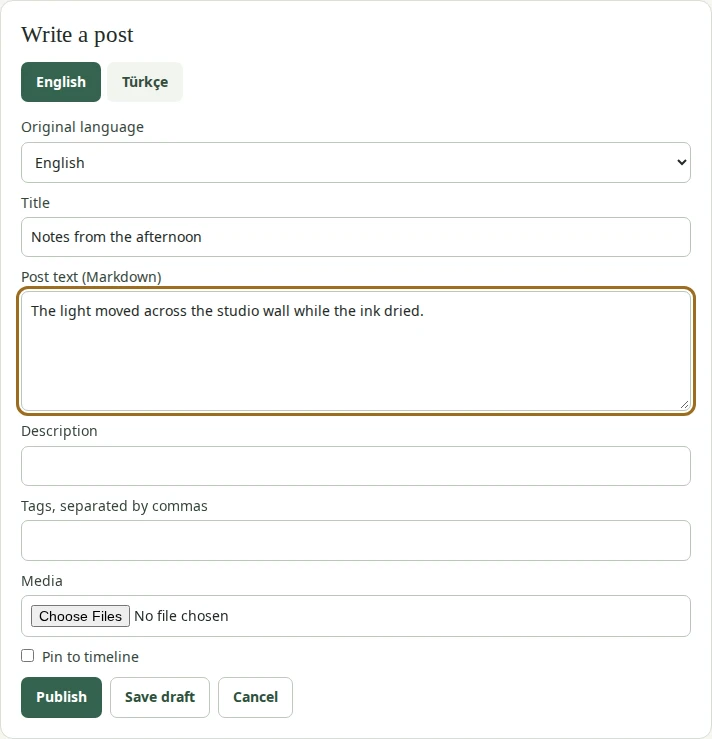 Write a post
English Türkçe
Original language
English
Title
Notes from the afternoon
Post text (Markdown)
The light moved across the studio wall while the ink dried.
Description
Tags, separated by commas
Media
Choose Files No file chosen
Pin to timeline
Publish Save draft Cancel